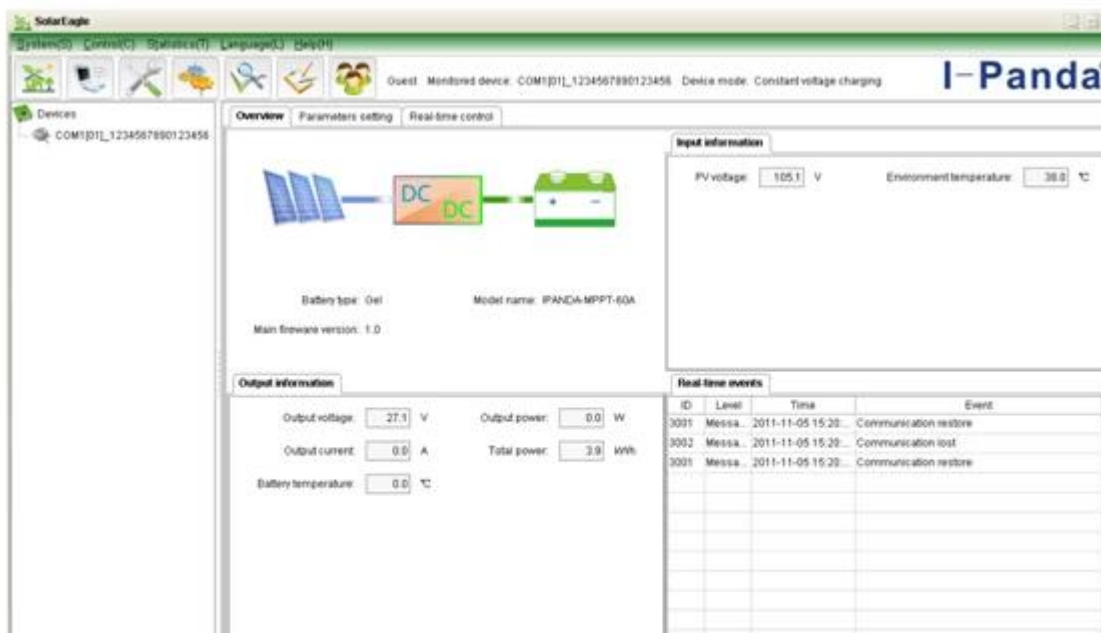 SolarEagle
System(S) Control(C) Statistics(T) Language(L) Help(H)
Guest Monitored device: COM1[01]_1234567890123456 Device mode: Constant voltage charging
I-Panda
Devices
COM1[01]_1234567890123456
Overview Parameters setting Real-time control
DC
DC
+ −
Battery type: Gel Model name: IPANDA-MPPT-60A
Main fireware version: 1.0
Input information
PV voltage: 105.1 V Environment temperature: 38.0 ℃
Output information
Output voltage: 27.1 V Output power: 0.0 W
Output current: 0.0 A Total power: 3.9 kWh
Battery temperature: 0.0 ℃
Real-time events
ID Level Time Event
3001 Messa... 2011-11-05 15:20:... Communication restore
3002 Messa... 2011-11-05 15:20:... Communication lost
3001 Messa... 2011-11-05 15:20:... Communication restore